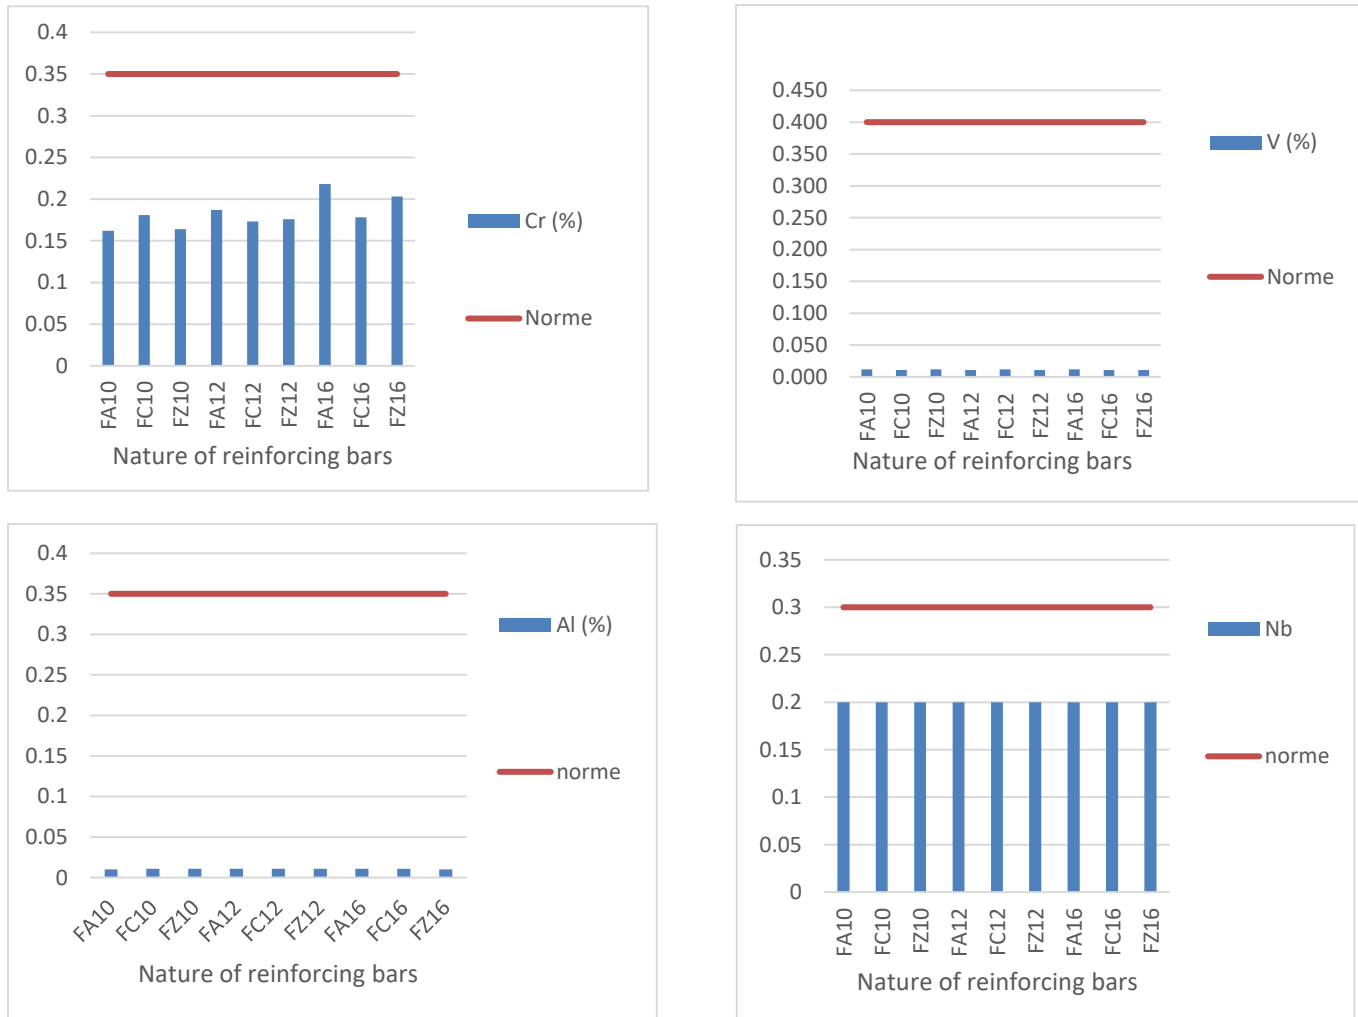 0.4
0.35
0.3
0.25
0.2
0.15
0.1
0.05
0
FA10
FC10
FZ10
FA12
FC12
FZ12
FA16
FC16
FZ16
Nature of reinforcing bars
Cr (%)
Norme
0.450
0.400
0.350
0.300
0.250
0.200
0.150
0.100
0.050
0.000
FA10
FC10
FZ10
FA12
FC12
FZ12
FA16
FC16
FZ16
Nature of reinforcing bars
V (%)
Norme
0.4
0.35
0.3
0.25
0.2
0.15
0.1
0.05
0
FA10
FC10
FZ10
FA12
FC12
FZ12
FA16
FC16
FZ16
Nature of reinforcing bars
Al (%)
norme
0.35
0.3
0.25
0.2
0.15
0.1
0.05
0
FA10
FC10
FZ10
FA12
FC12
FZ12
FA16
FC16
FZ16
Nature of reinforcing bars
Nb
norme